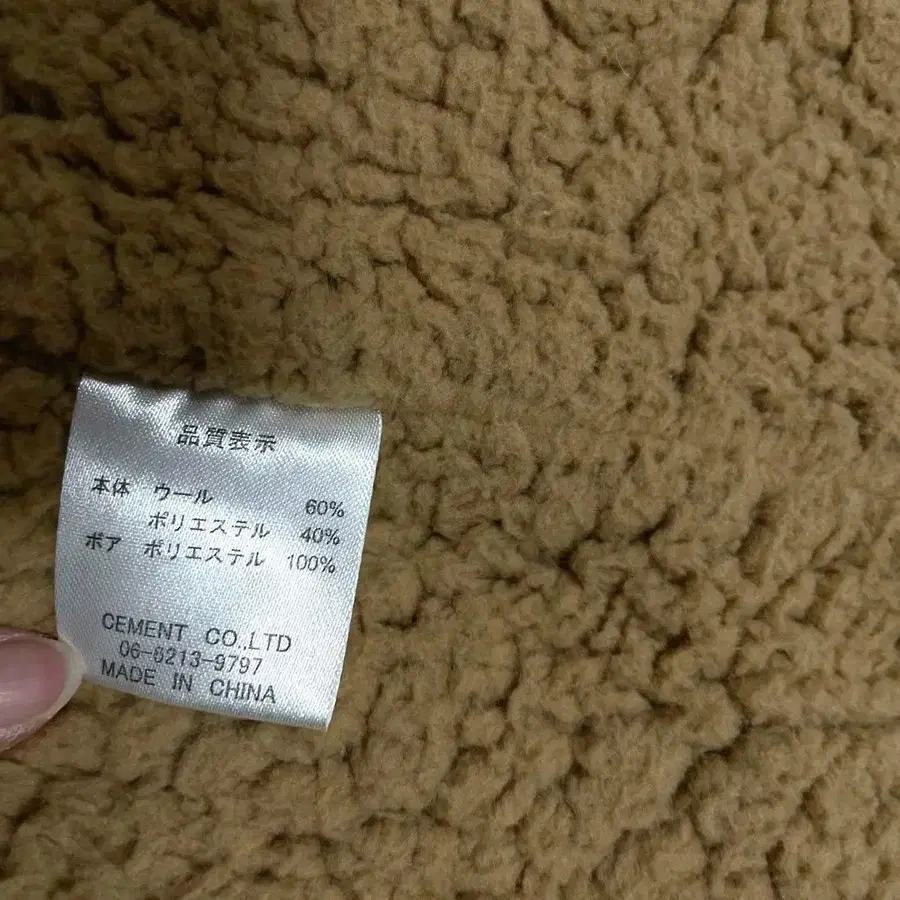 品質表示
本体 ウール 60%
ポリエステル 40%
ボア ポリエステル 100%
CEMENT CO.,LTD
06-6213-9797
MADE IN CHINA